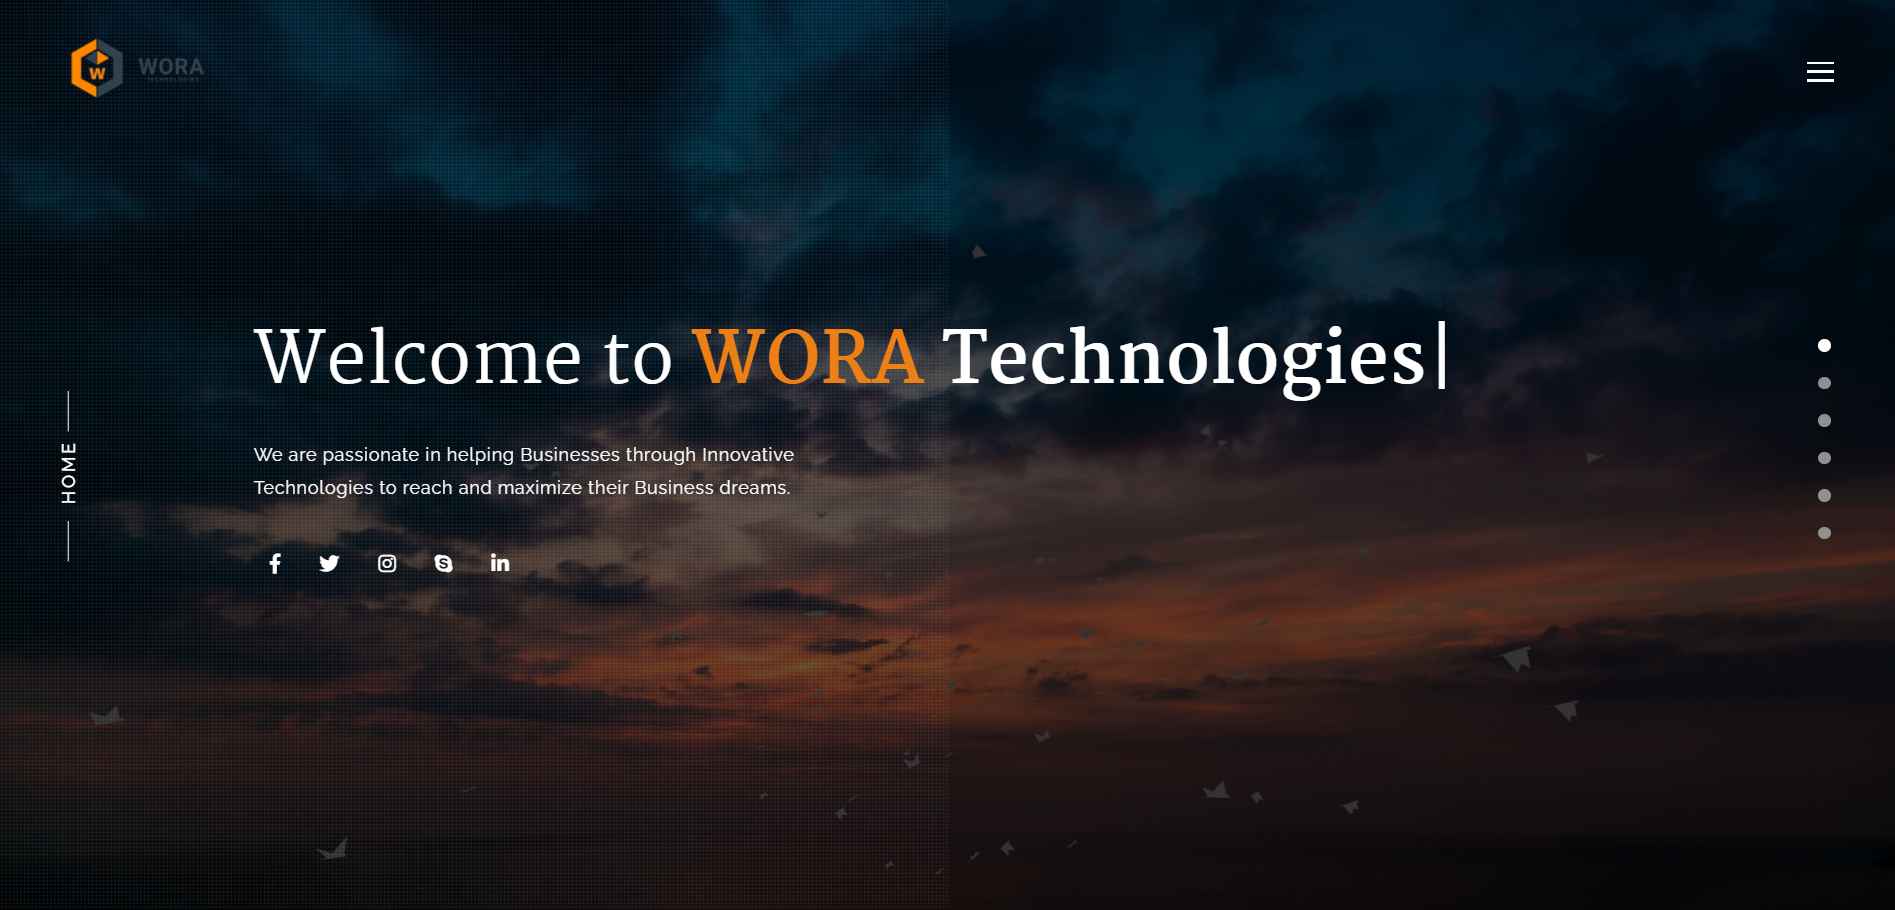 W
WORA
TECHNOLOGIES
Welcome to WORA Technologies|
We are passionate in helping Businesses through Innovative
Technologies to reach and maximize their Business dreams.
HOME